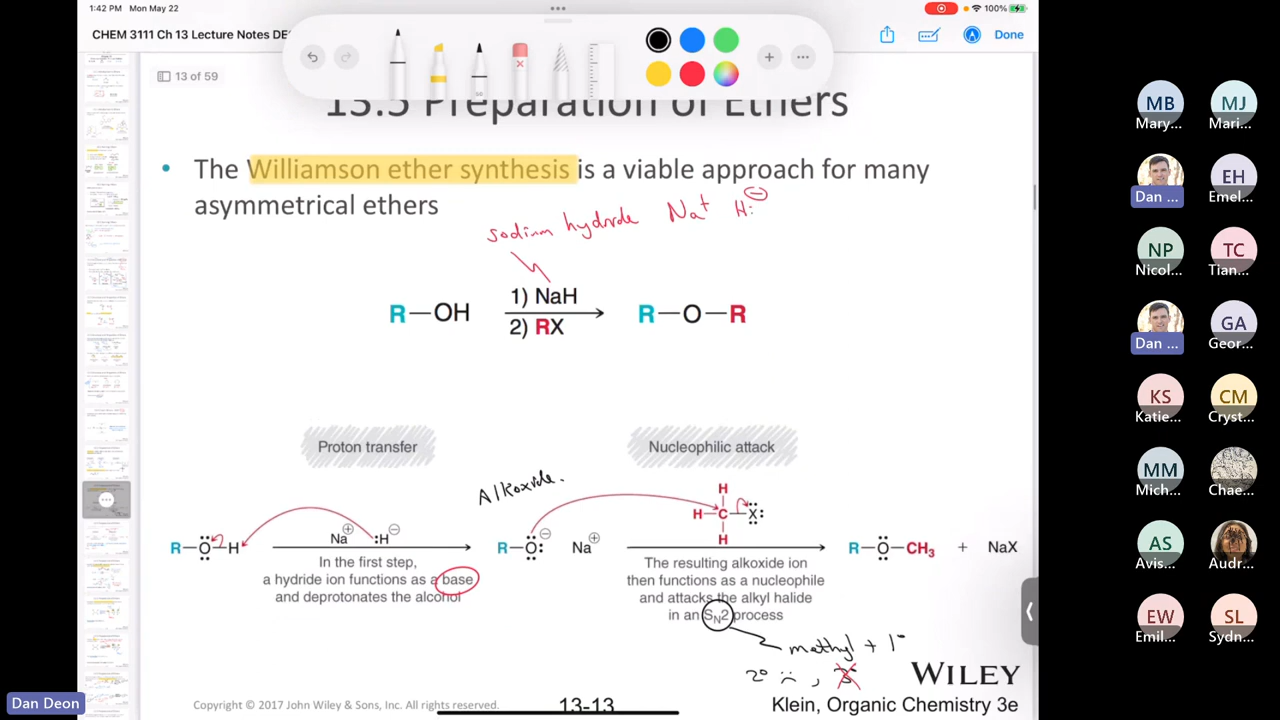 1:42 PM Mon May 22
100%
CHEM 3111 Ch 13 Lecture Notes DE
Done
13 of 59
13.5 Preparation of Ethers
• The Williamson ether synthesis is a viable approach for many
asymmetrical ethers
sodium hydride Na+ H:⊖
R—OH
1) NaH
2) RX
R—O—R
Proton transfer
Nucleophilic attack
Alkoxide.
H
H C X
H
R O H
Na ⊕ :H ⊖
R O ⊖ Na ⊕
R O CH3 + NaX
In the first step,
a hydride ion functions as a base
and deprotonates the alcohol
The resulting alkoxide ion
then functions as a nucleophile
and attacks the alkyl halide
in an SN2 process
methyl + 1°
2° :( ,
WILEY
Copyright © 2017 John Wiley & Sons, Inc. All rights reserved.
13-13
Klein, Organic Chemistry 3e
MB
Mary...
MJ
Mari...
Dan ...
EH
Emel...
NP
Nicol...
TC
Tian...
Dan ...
GA
Geor...
KS
Katie...
CM
Cryst...
MM
Mich...
Chae...
AS
Avis...
Audr...
EW
Emil...
SL
Sydn...
Dan Deon